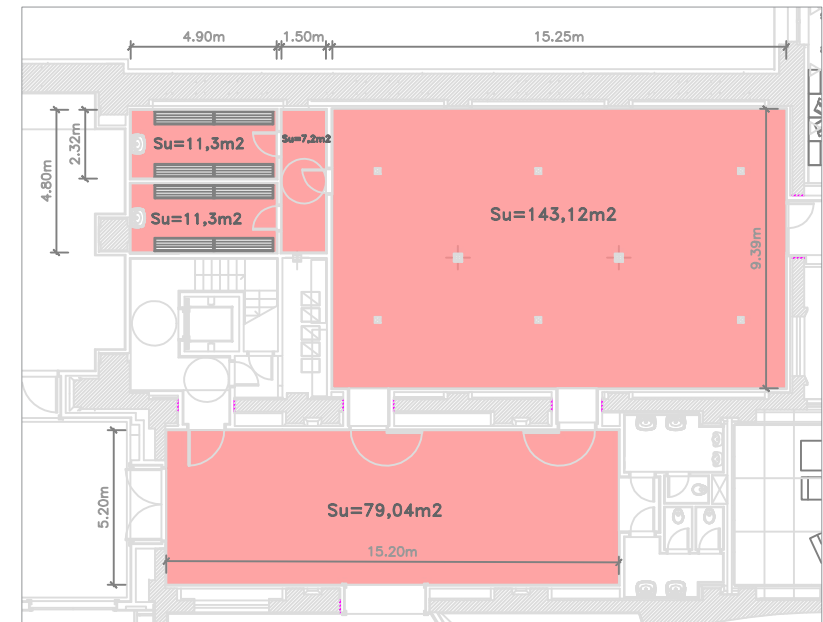 4.90m 1.50m 15.25m
2.32m
4.80m
Su=11,3m2
Su=7,2m2
Su=11,3m2
Su=143,12m2
9.39m
5.20m
Su=79,04m2
15.20m